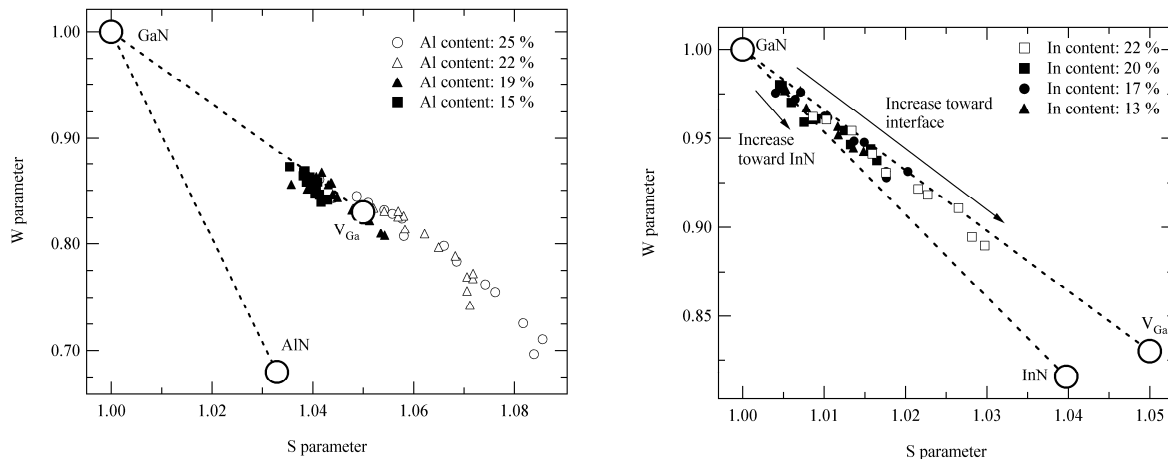 1.00
0.90
0.80
0.70
W parameter
GaN
Al content: 25 %
Al content: 22 %
Al content: 19 %
Al content: 15 %
VGa
AlN
1.00
1.02
1.04
1.06
1.08
S parameter
1.00
0.95
0.90
0.85
W parameter
GaN
In content: 22 %
In content: 20 %
In content: 17 %
In content: 13 %
Increase toward
interface
Increase
toward InN
VGa
InN
1.00
1.01
1.02
1.03
1.04
1.05
S parameter